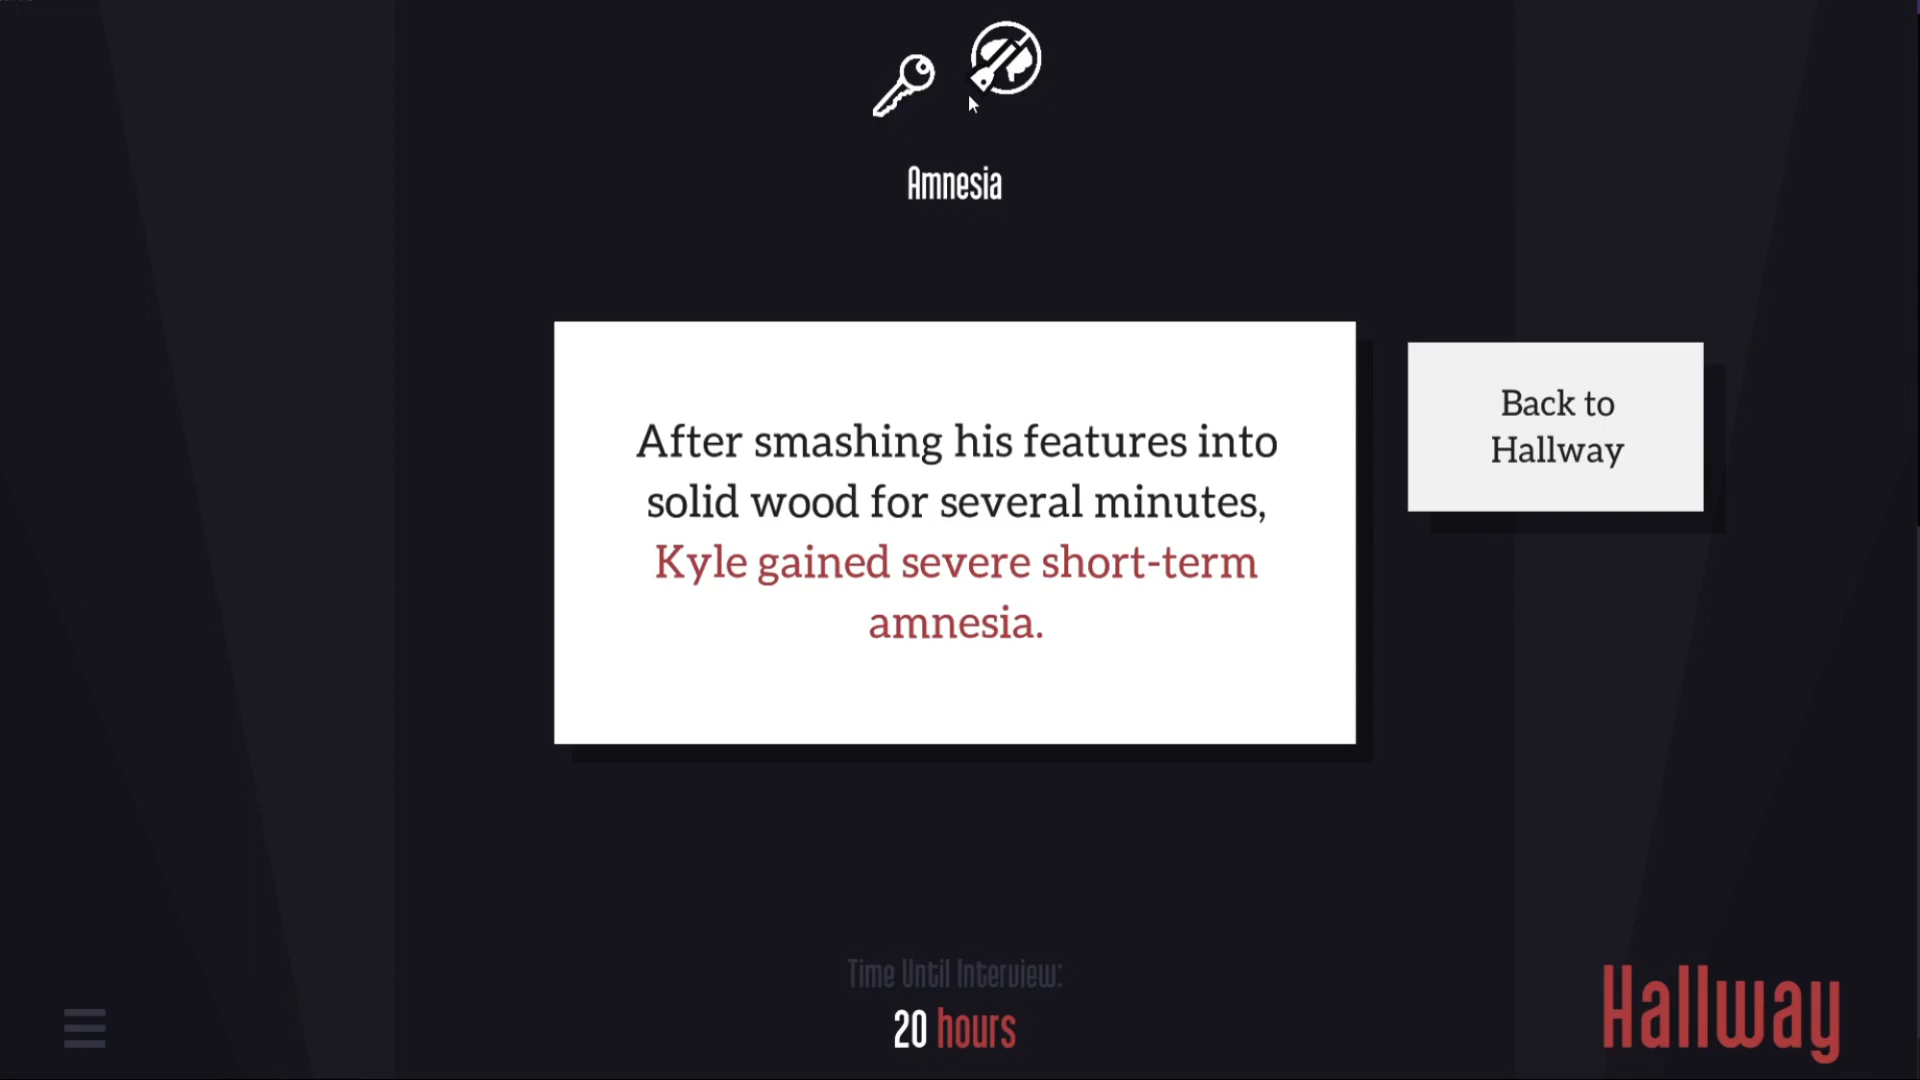 Amnesia
After smashing his features into
solid wood for several minutes,
Kyle gained severe short-term
amnesia.
Back to
Hallway
Time Until Interview:
20 hours
Hallway